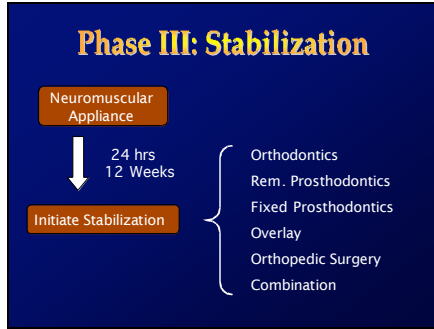 Phase III: Stabilization
Neuromuscular
Appliance
24 hrs
12 Weeks
Initiate Stabilization
Orthodontics
Rem. Prosthodontics
Fixed Prosthodontics
Overlay
Orthopedic Surgery
Combination